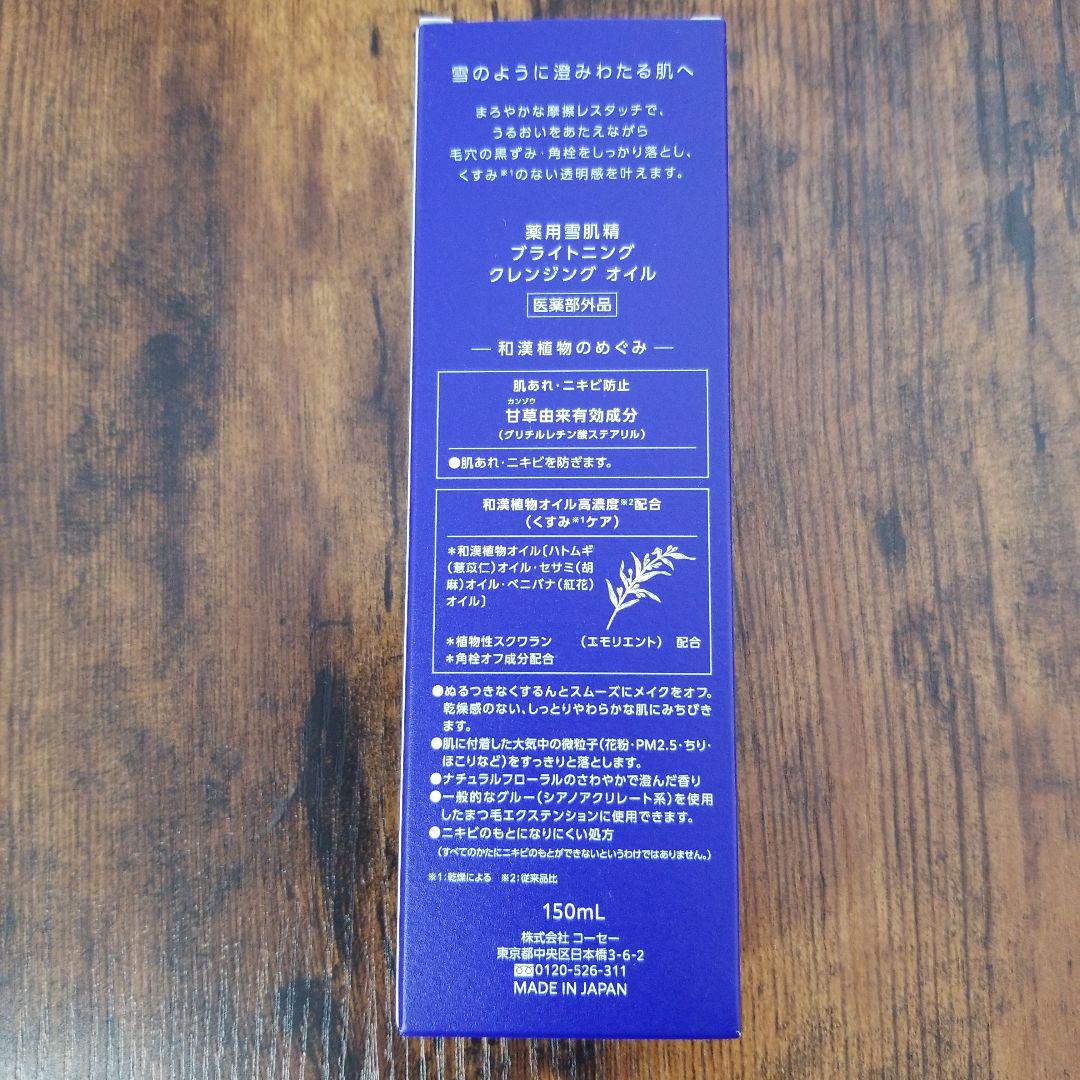 雪のように澄みわたる肌へ
まろやかな摩擦レスタッチで、
うるおいをあたえながら
毛穴の黒ずみ・角栓をしっかり落とし、
くすみ※1のない透明感を叶えます。
薬用雪肌精
ブライトニング
クレンジング オイル
医薬部外品
― 和漢植物のめぐみ ―
肌あれ・ニキビ防止
カンゾウ
甘草由来有効成分
(グリチルレチン酸ステアリル)
●肌あれ・ニキビを防ぎます。
和漢植物オイル高濃度※2配合
(くすみ※1ケア)
*和漢植物オイル〔ハトムギ
(薏苡仁)オイル・セサミ(胡
麻)オイル・ベニバナ(紅花)
オイル〕
*植物性スクワラン (エモリエント) 配合
*角栓オフ成分配合
●ぬるつきなくするんとスムーズにメイクをオフ。
乾燥感のない、しっとりやわらかな肌にみちびき
ます。
●肌に付着した大気中の微粒子(花粉・PM2.5・ちり・
ほこりなど)をすっきりと落とします。
●ナチュラルフローラルのさわやかで澄んだ香り
●一般的なグルー(シアノアクリレート系)を使用
したまつ毛エクステンションに使用できます。
●ニキビのもとになりにくい処方
(すべてのかたにニキビのもとができないというわけではありません。)
※1:乾燥による ※2:従来品比
150mL
株式会社 コーセー
東京都中央区日本橋3-6-2
0120-526-311
MADE IN JAPAN